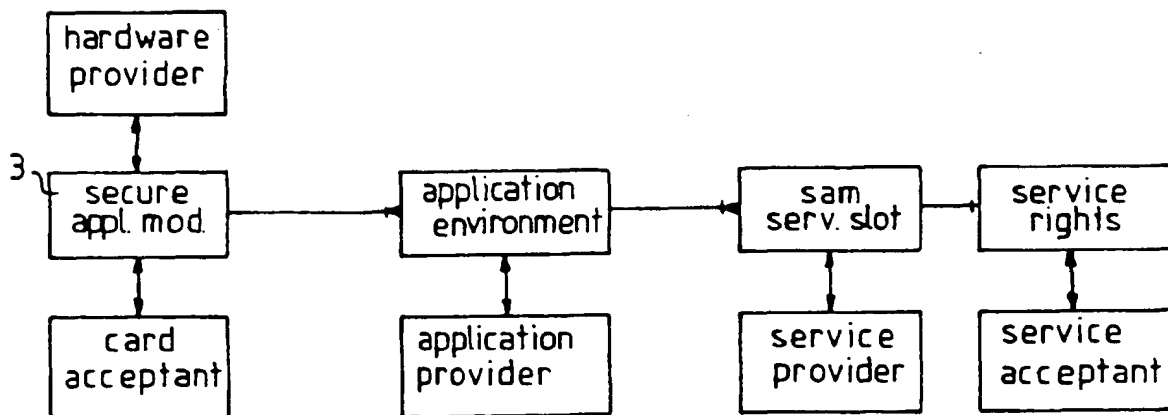 hardware
provider
3
secure
appl. mod.
application
environment
sam
serv. slot
service
rights
card
acceptant
application
provider
service
provider
service
acceptant